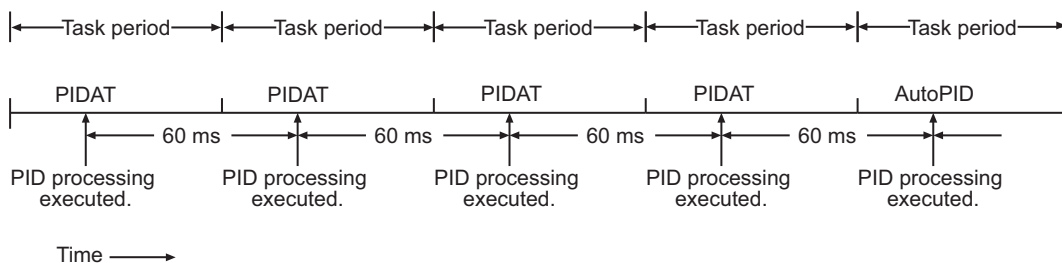 Task period Task period Task period Task period Task period
PIDAT PIDAT PIDAT PIDAT AutoPID
60 ms 60 ms 60 ms 60 ms
PID processing PID processing PID processing PID processing PID processing
executed. executed. executed. executed. executed.
Time